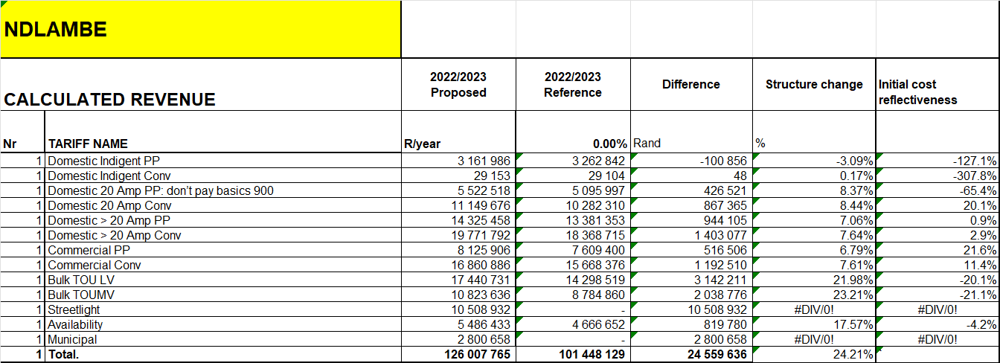 NDLAMBE
CALCULATED REVENUE 2022/2023 Proposed 2022/2023 Reference Difference Structure change Initial cost reflectiveness
Nr TARIFF NAME R/year 0.00% Rand %
1 Domestic Indigent PP 3 161 986 3 262 842 -100 856 -3.09% -127.1%
1 Domestic Indigent Conv 29 153 29 104 48 0.17% -307.8%
1 Domestic 20 Amp PP: don't pay basics 900 5 522 518 5 095 997 426 521 8.37% -65.4%
1 Domestic 20 Amp Conv 11 149 676 10 282 310 867 365 8.44% 20.1%
1 Domestic > 20 Amp PP 14 325 458 13 381 353 944 105 7.06% 0.9%
1 Domestic > 20 Amp Conv 19 771 792 18 368 715 1 403 077 7.64% 2.9%
1 Commercial PP 8 125 906 7 609 400 516 506 6.79% 21.6%
1 Commercial Conv 16 860 886 15 668 376 1 192 510 7.61% 11.4%
1 Bulk TOU LV 17 440 731 14 298 519 3 142 211 21.98% -20.1%
1 Bulk TOUMV 10 823 636 8 784 860 2 038 776 23.21% -21.1%
1 Streetlight 10 508 932 - 10 508 932 #DIV/0! #DIV/0!
1 Availability 5 486 433 4 666 652 819 780 17.57% -4.2%
1 Municipal 2 800 658 - 2 800 658 #DIV/0! #DIV/0!
1 Total. 126 007 765 101 448 129 24 559 636 24.21%